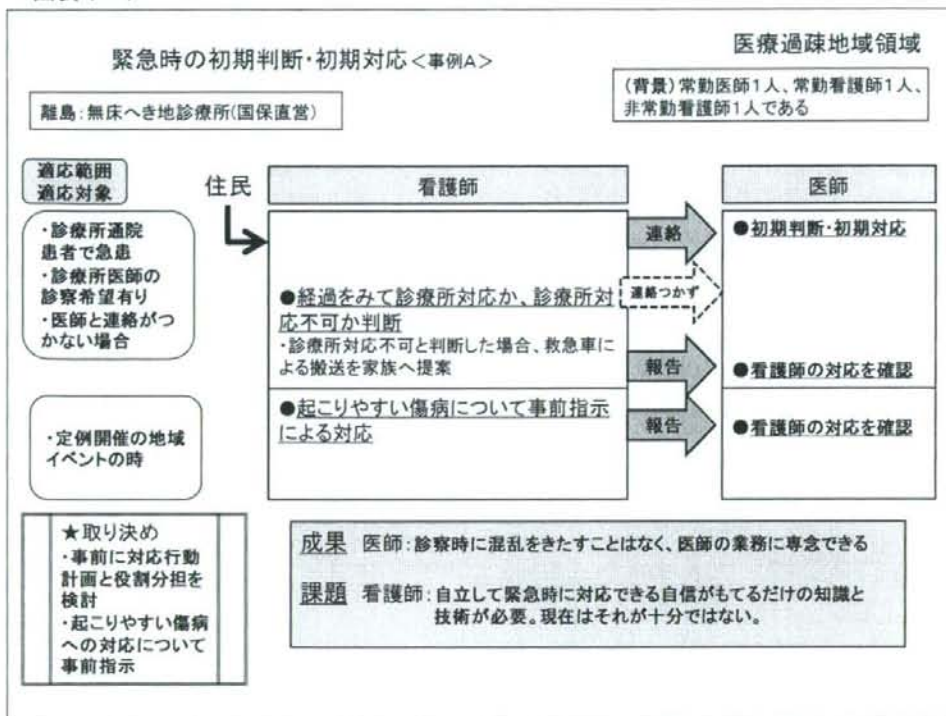 緊急時の初期判断・初期対応<事例A>
医療過疎地域領域
離島:無床へき地診療所(国保直営)
(背景)常勤医師1人、常勤看護師1人、
非常勤看護師1人である
適応範囲
適応対象
住民
看護師
医師
・診療所通院
患者で急患
・診療所医師の
診察希望有り
・医師と連絡がつ
かない場合
連絡
●初期判断・初期対応
連絡つかず
●経過をみて診療所対応か、診療所対
応不可か判断
・診療所対応不可と判断した場合、救急車に
よる搬送を家族へ提案
報告
●看護師の対応を確認
・定例開催の地域
イベントの時
●起こりやすい傷病について事前指示
による対応
報告
●看護師の対応を確認
★取り決め
・事前に対応行動
計画と役割分担を
検討
・起こりやすい傷病
への対応について
事前指示
成果 医師:診察時に混乱をきたすことはなく、医師の業務に専念できる
課題 看護師:自立して緊急時に対応できる自信がもてるだけの知識と
技術が必要。現在はそれが十分ではない。